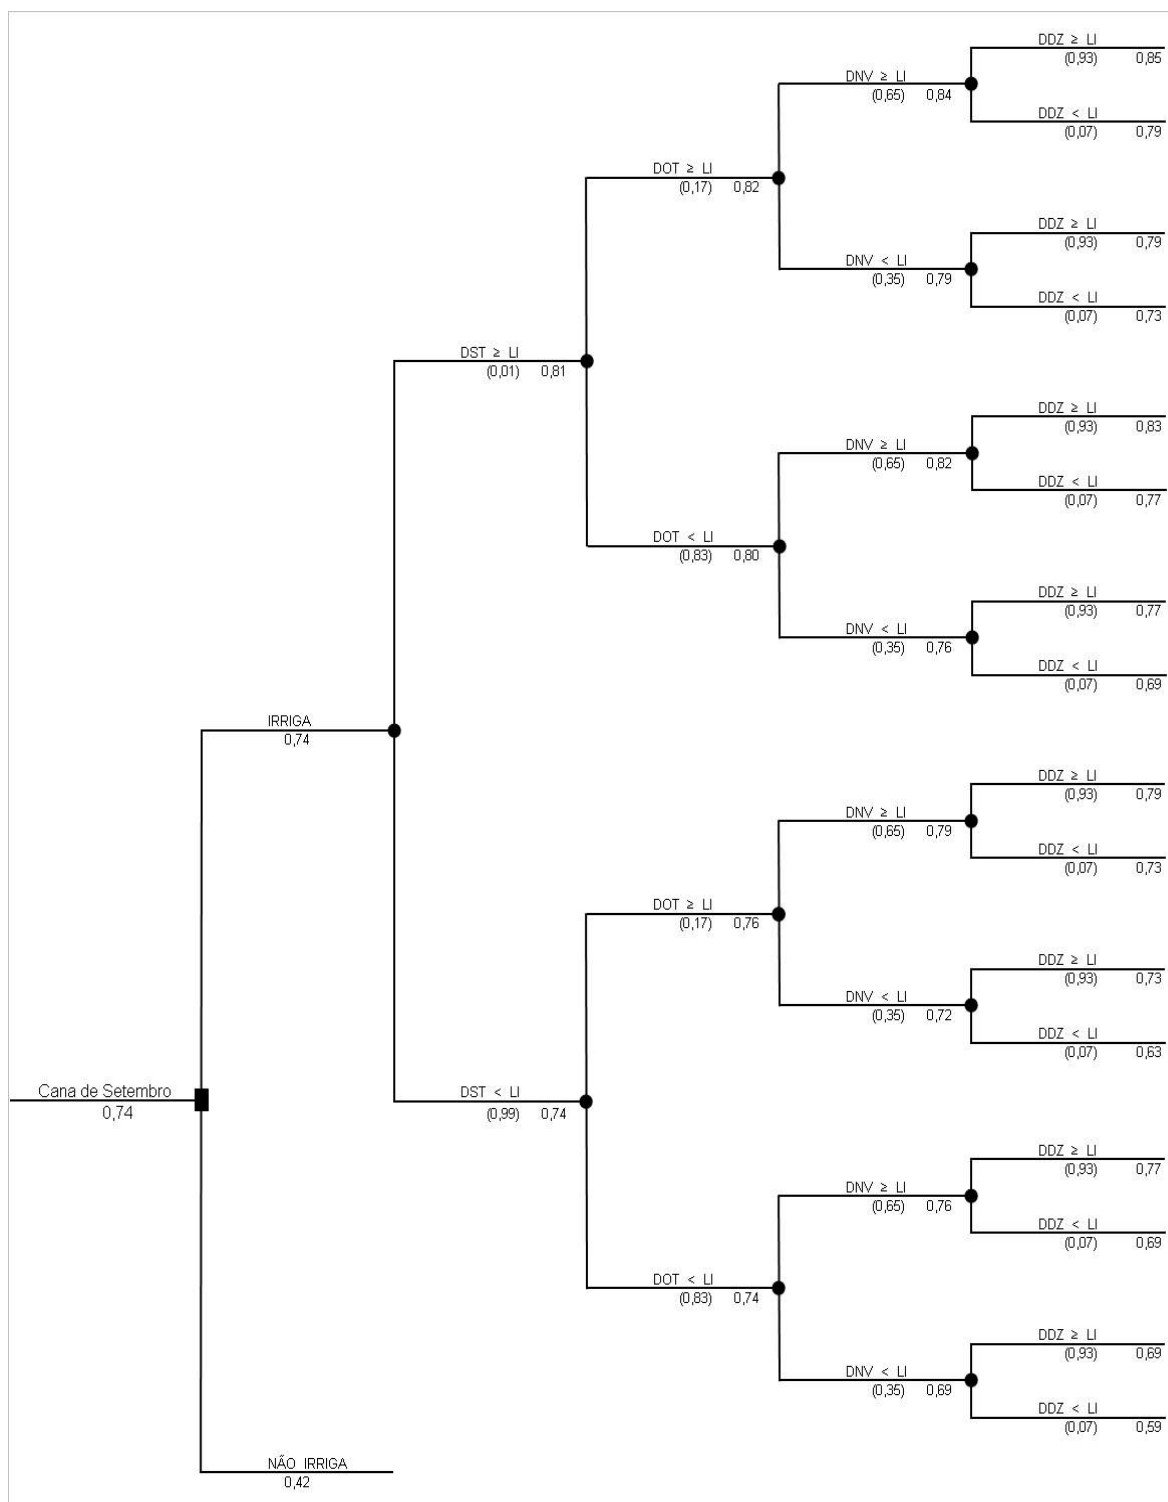 DDZ ≥ LI
(0,93) 0,85
DNV ≥ LI
(0,65) 0,84
DDZ < LI
(0,07) 0,79
DOT ≥ LI
(0,17) 0,82
DDZ ≥ LI
(0,93) 0,79
DNV < LI
(0,35) 0,79
DDZ < LI
(0,07) 0,73
DST ≥ LI
(0,01) 0,81
DDZ ≥ LI
(0,93) 0,83
DNV ≥ LI
(0,65) 0,82
DDZ < LI
(0,07) 0,77
DOT < LI
(0,83) 0,80
DDZ ≥ LI
(0,93) 0,77
DNV < LI
(0,35) 0,76
DDZ < LI
(0,07) 0,69
IRRIGA
0,74
DDZ ≥ LI
(0,93) 0,79
DNV ≥ LI
(0,65) 0,79
DDZ < LI
(0,07) 0,73
DOT ≥ LI
(0,17) 0,76
DDZ ≥ LI
(0,93) 0,73
DNV < LI
(0,35) 0,72
DDZ < LI
(0,07) 0,63
Cana de Setembro
0,74
DST < LI
(0,99) 0,74
DDZ ≥ LI
(0,93) 0,77
DNV ≥ LI
(0,65) 0,76
DDZ < LI
(0,07) 0,69
DOT < LI
(0,83) 0,74
DDZ ≥ LI
(0,93) 0,69
DNV < LI
(0,35) 0,69
DDZ < LI
(0,07) 0,59
NÃO IRRIGA
0,42